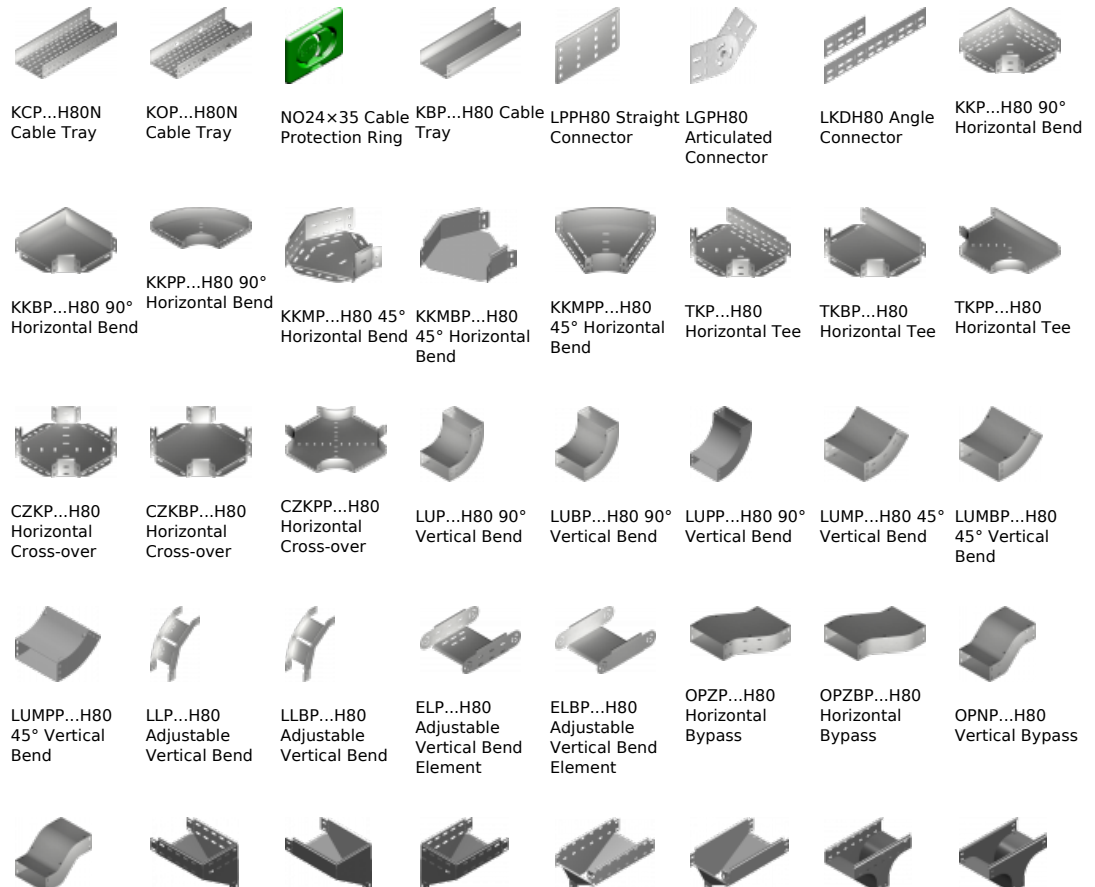 KCP...H80N
Cable Tray
KOP...H80N
Cable Tray
NO24×35 Cable
Protection Ring
KBP...H80 Cable
Tray
LPPH80 Straight
Connector
LGPH80
Articulated
Connector
LKDH80 Angle
Connector
KKP...H80 90°
Horizontal Bend
KKBP...H80 90°
Horizontal Bend
KKPP...H80 90°
Horizontal Bend
KKMP...H80 45°
Horizontal Bend
KKMBP...H80
45° Horizontal
Bend
KKMPP...H80
45° Horizontal
Bend
TKP...H80
Horizontal Tee
TKBP...H80
Horizontal Tee
TKPP...H80
Horizontal Tee
CZKP...H80
Horizontal
Cross-over
CZKBP...H80
Horizontal
Cross-over
CZKPP...H80
Horizontal
Cross-over
LUP...H80 90°
Vertical Bend
LUBP...H80 90°
Vertical Bend
LUPP...H80 90°
Vertical Bend
LUMP...H80 45°
Vertical Bend
LUMBP...H80
45° Vertical
Bend
LUMPP...H80
45° Vertical
Bend
LLP...H80
Adjustable
Vertical Bend
LLBP...H80
Adjustable
Vertical Bend
ELP...H80
Adjustable
Vertical Bend
Element
ELBP...H80
Adjustable
Vertical Bend
Element
OPZP...H80
Horizontal
Bypass
OPZBP...H80
Horizontal
Bypass
OPNP...H80
Vertical Bypass